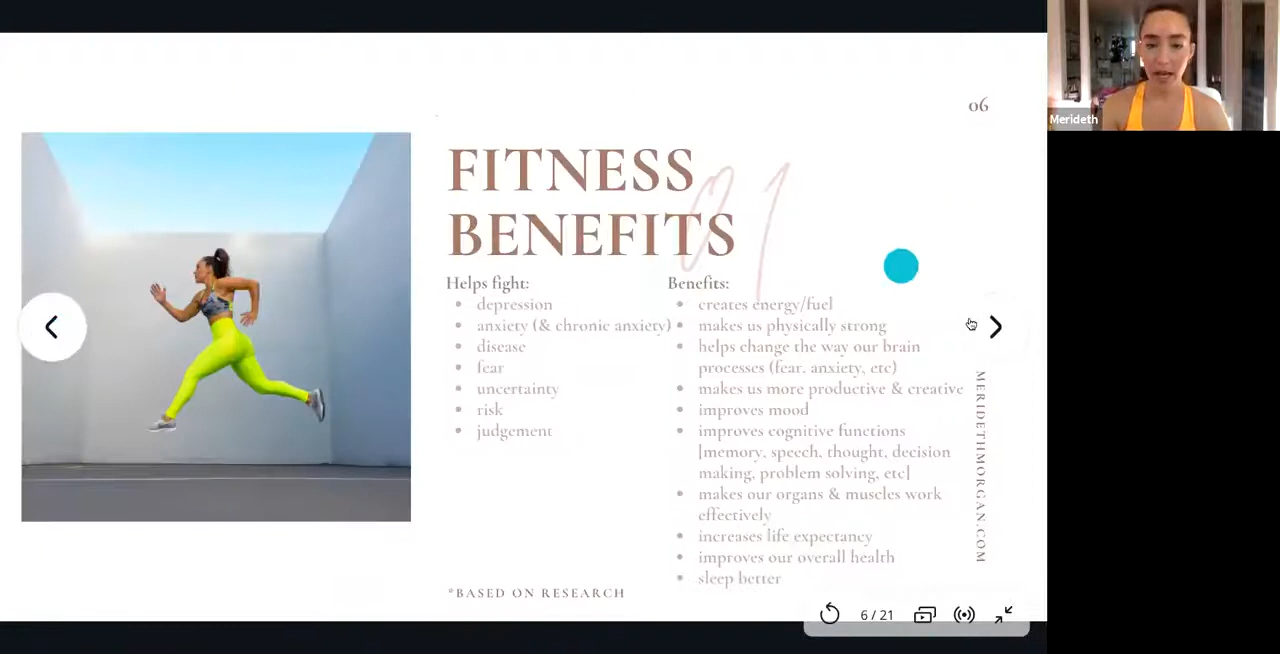 Merideth
06
01
FITNESS
BENEFITS
Helps fight:
depression
anxiety (& chronic anxiety)
disease
fear
uncertainty
risk
judgement
Benefits:
creates energy/fuel
makes us physically strong
helps change the way our brain
processes (fear. anxiety, etc)
makes us more productive & creative
improves mood
improves cognitive functions
[memory, speech, thought, decision
making, problem solving, etc]
makes our organs & muscles work
effectively
increases life expectancy
improves our overall health
sleep better
MERIDETHMORGAN.COM
*BASED ON RESEARCH
6 / 21